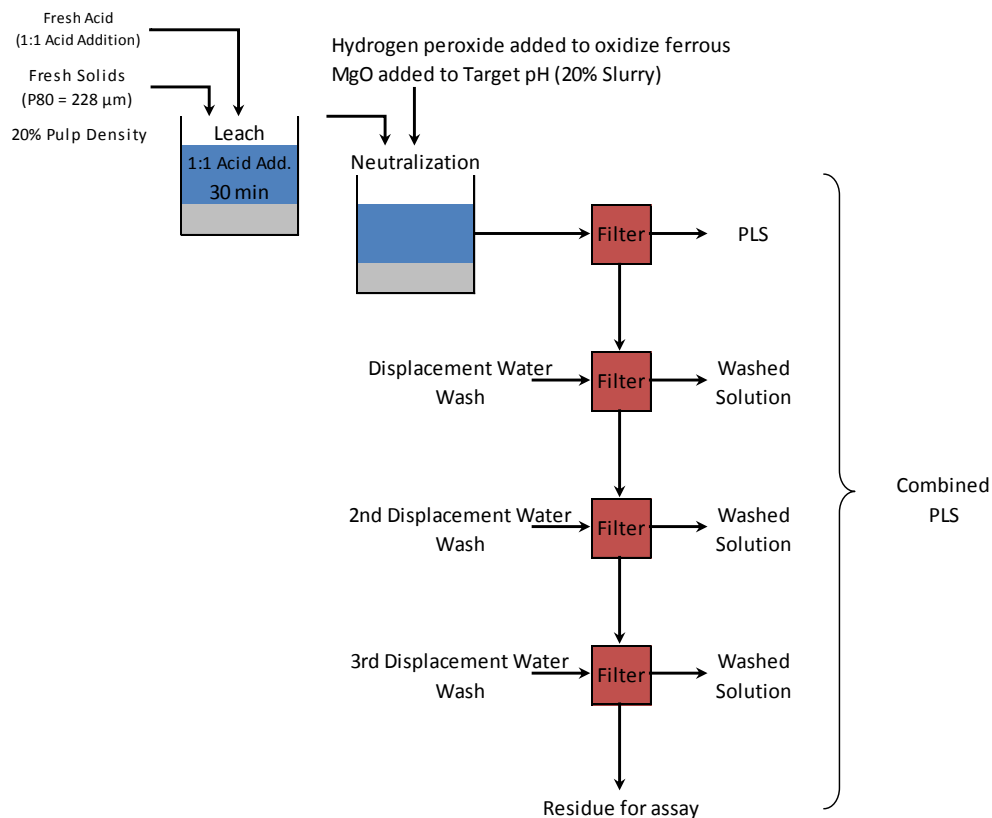 Fresh Acid
(1:1 Acid Addition)
Fresh Solids
(P80 = 228 µm)
20% Pulp Density
Leach
1:1 Acid Add.
30 min
Hydrogen peroxide added to oxidize ferrous
MgO added to Target pH (20% Slurry)
Neutralization
Filter
PLS
Displacement Water
Wash
Filter
Washed
Solution
2nd Displacement Water
Wash
Filter
Washed
Solution
3rd Displacement Water
Wash
Filter
Washed
Solution
Residue for assay
Combined
PLS